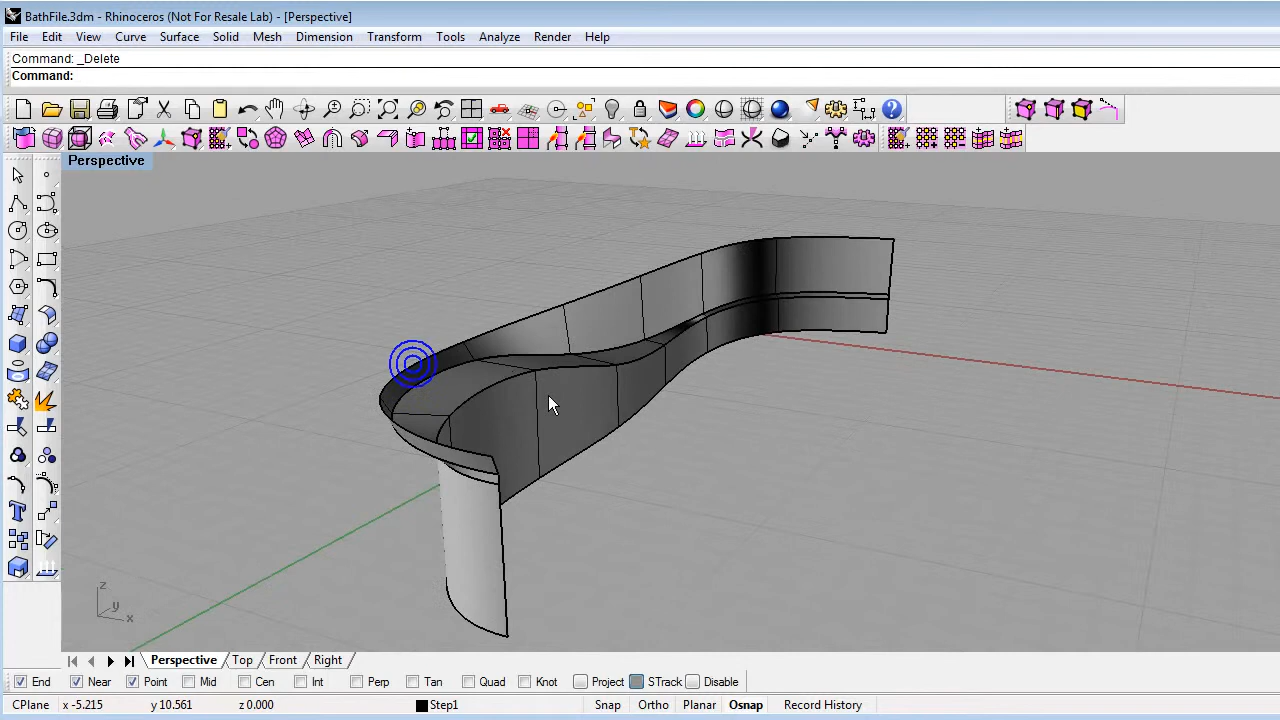 BathFile.3dm - Rhinoceros (Not For Resale Lab) - [Perspective]
File Edit View Curve Surface Solid Mesh Dimension Transform Tools Analyze Render Help
Command: _Delete
Command:
Perspective
z
y
x
Perspective Top Front Right
End Near Point Mid Cen Int Perp Tan Quad Knot Project STrack Disable
CPlane x -5.215 y 10.561 z 0.000 Step1 Snap Ortho Planar Osnap Record History